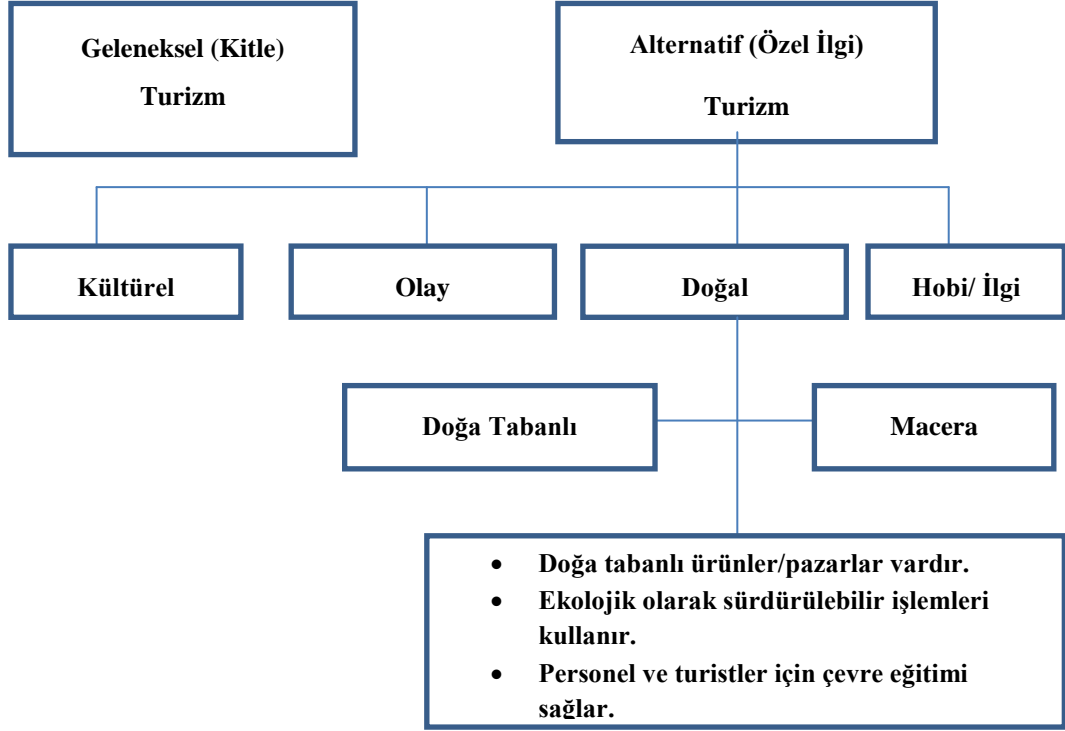 Geleneksel (Kitle)
Turizm
Alternatif (Özel İlgi)
Turizm
Kültürel
Olay
Doğal
Hobi/ İlgi
Doğa Tabanlı
Macera
• Doğa tabanlı ürünler/pazarlar vardır.
• Ekolojik olarak sürdürülebilir işlemleri
kullanır.
• Personel ve turistler için çevre eğitimi
sağlar.